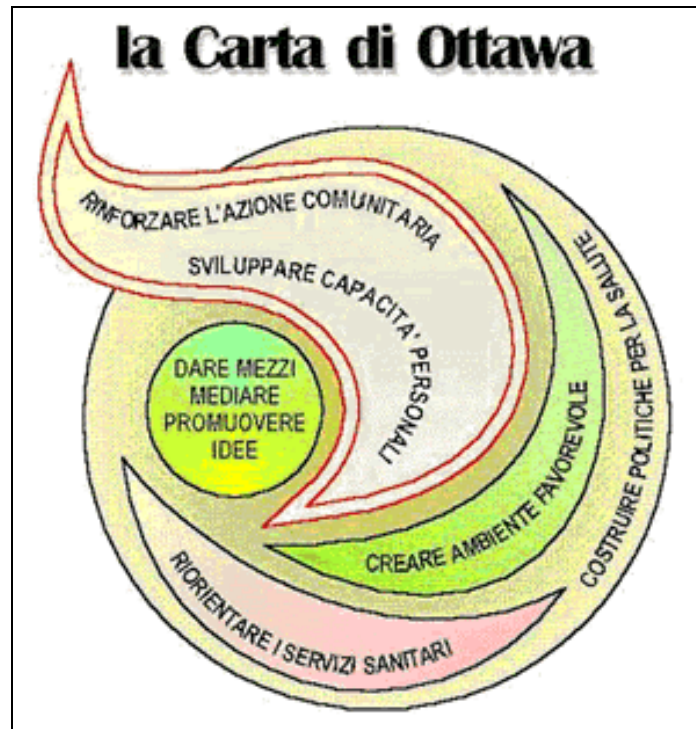 la Carta di Ottawa
RINFORZARE L'AZIONE COMUNITARIA
SVILUPPARE CAPACITA' PERSONALI
DARE MEZZI
MEDIARE
PROMUOVERE
IDEE
CREARE AMBIENTE FAVOREVOLE
COSTRUIRE POLITICHE PER LA SALUTE
RIORIENTARE I SERVIZI SANITARI